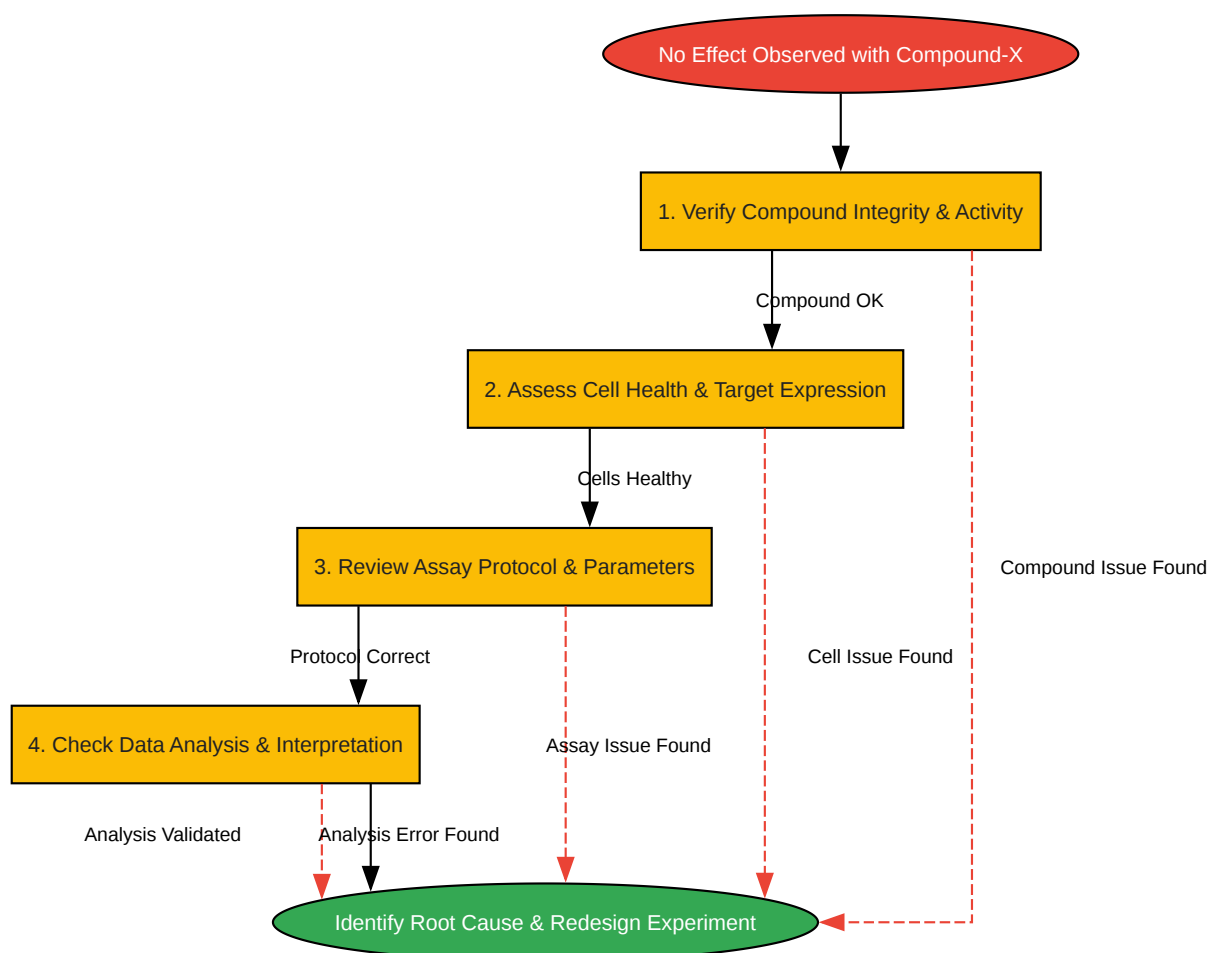 No Effect Observed with Compound-X
1. Verify Compound Integrity & Activity
Compound OK
2. Assess Cell Health & Target Expression
Cells Healthy
3. Review Assay Protocol & Parameters
Compound Issue Found
Protocol Correct
Cell Issue Found
4. Check Data Analysis & Interpretation
Assay Issue Found
Analysis Validated
Analysis Error Found
Identify Root Cause & Redesign Experiment